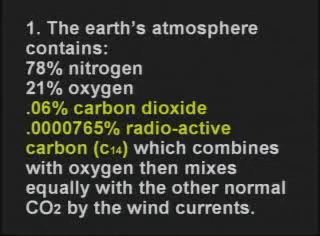 1. The earth's atmosphere
contains:
78% nitrogen
21% oxygen
.06% carbon dioxide
.0000765% radio-active
carbon (c14) which combines
with oxygen then mixes
equally with the other normal
CO2 by the wind currents.